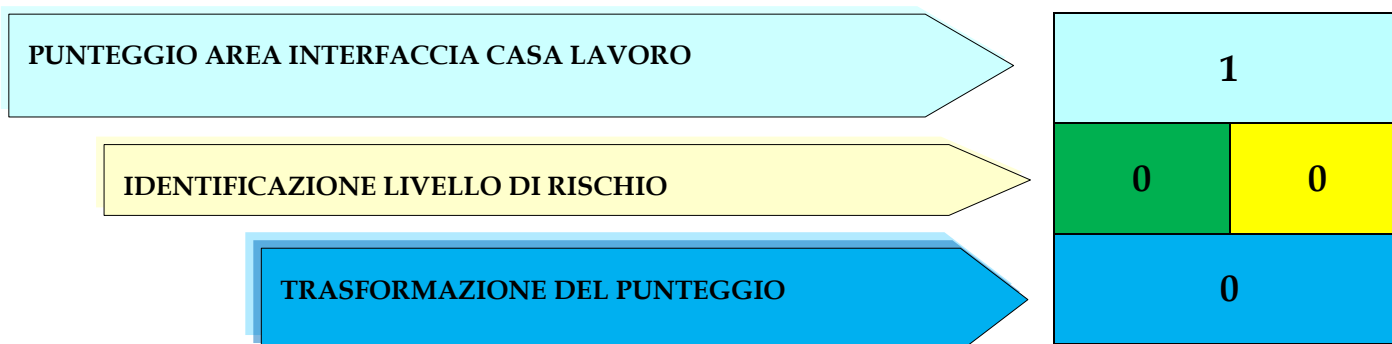 PUNTEGGIO AREA INTERFACCIA CASA LAVORO
1
IDENTIFICAZIONE LIVELLO DI RISCHIO
0 0
TRASFORMAZIONE DEL PUNTEGGIO
0